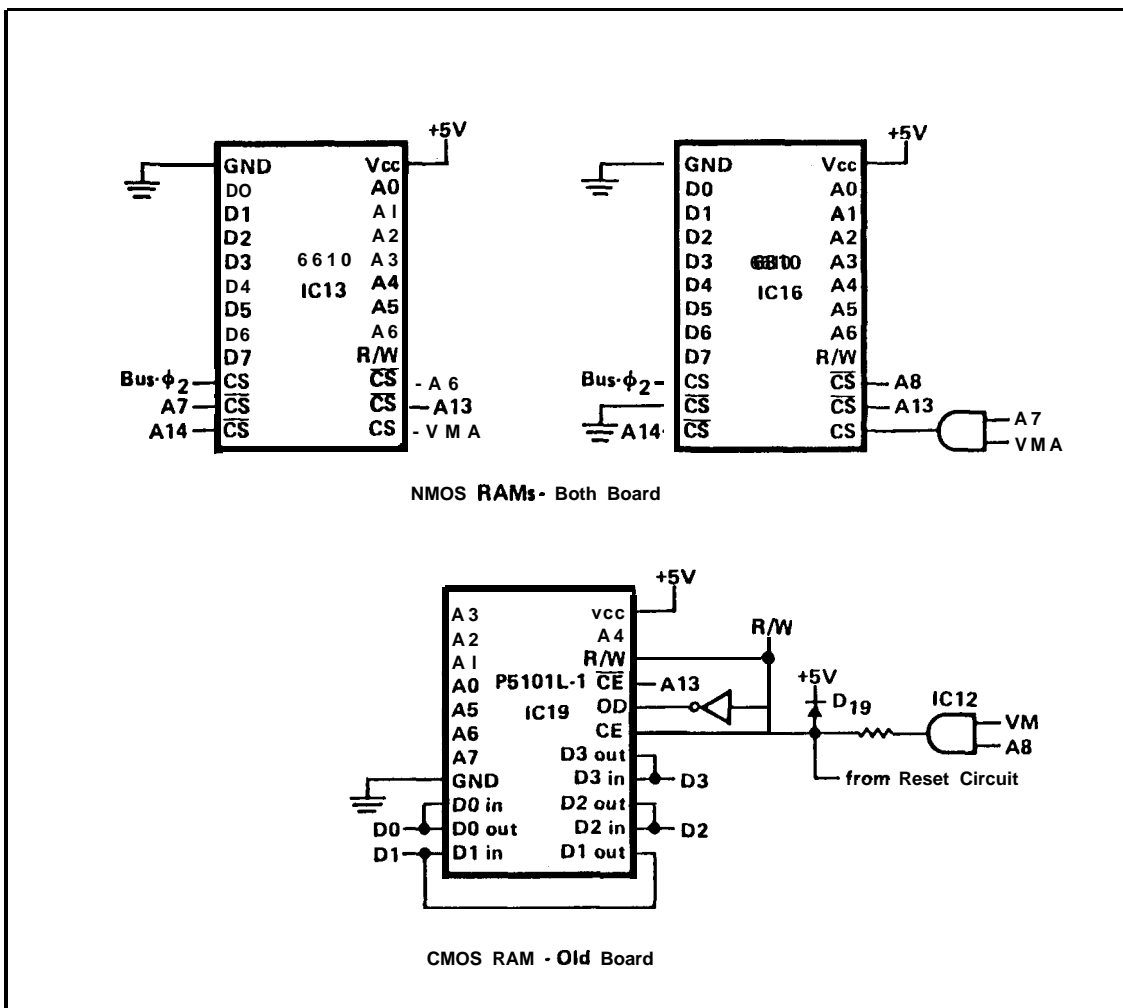 +5V
GND Vcc
D0 A0
D1 A1
D2 A2
D3 6610 A3
D4 IC13 A4
D5 A5
D6 A6
D7 R/W
Bus·ϕ2 CS CS - A6
A7 CS CS A13
A14 CS CS -VMA
+5V
GND Vcc
D0 A0
D1 A1
D2 A2
D3 A3
D4 IC16 A4
D5 A5
D6 A6
D7 R/W
Bus·ϕ2 CS CS A8
CS CS A13
A14 CS CS
A7
VMA
NMOS RAMs - Both Board
+5V
A3 vcc
A2 A4
A1 R/W
A0 P5101L-1 CE A13
A5 IC19 OD
A6 CE
A7 D3 out
GND D3 in D3
D0 in D2 out
D0 D0 out D2 in D2
D1 D1 in D1 out
R/W
+5V
D19
IC12
VM
A8
from Reset Circuit
CMOS RAM - Old Board